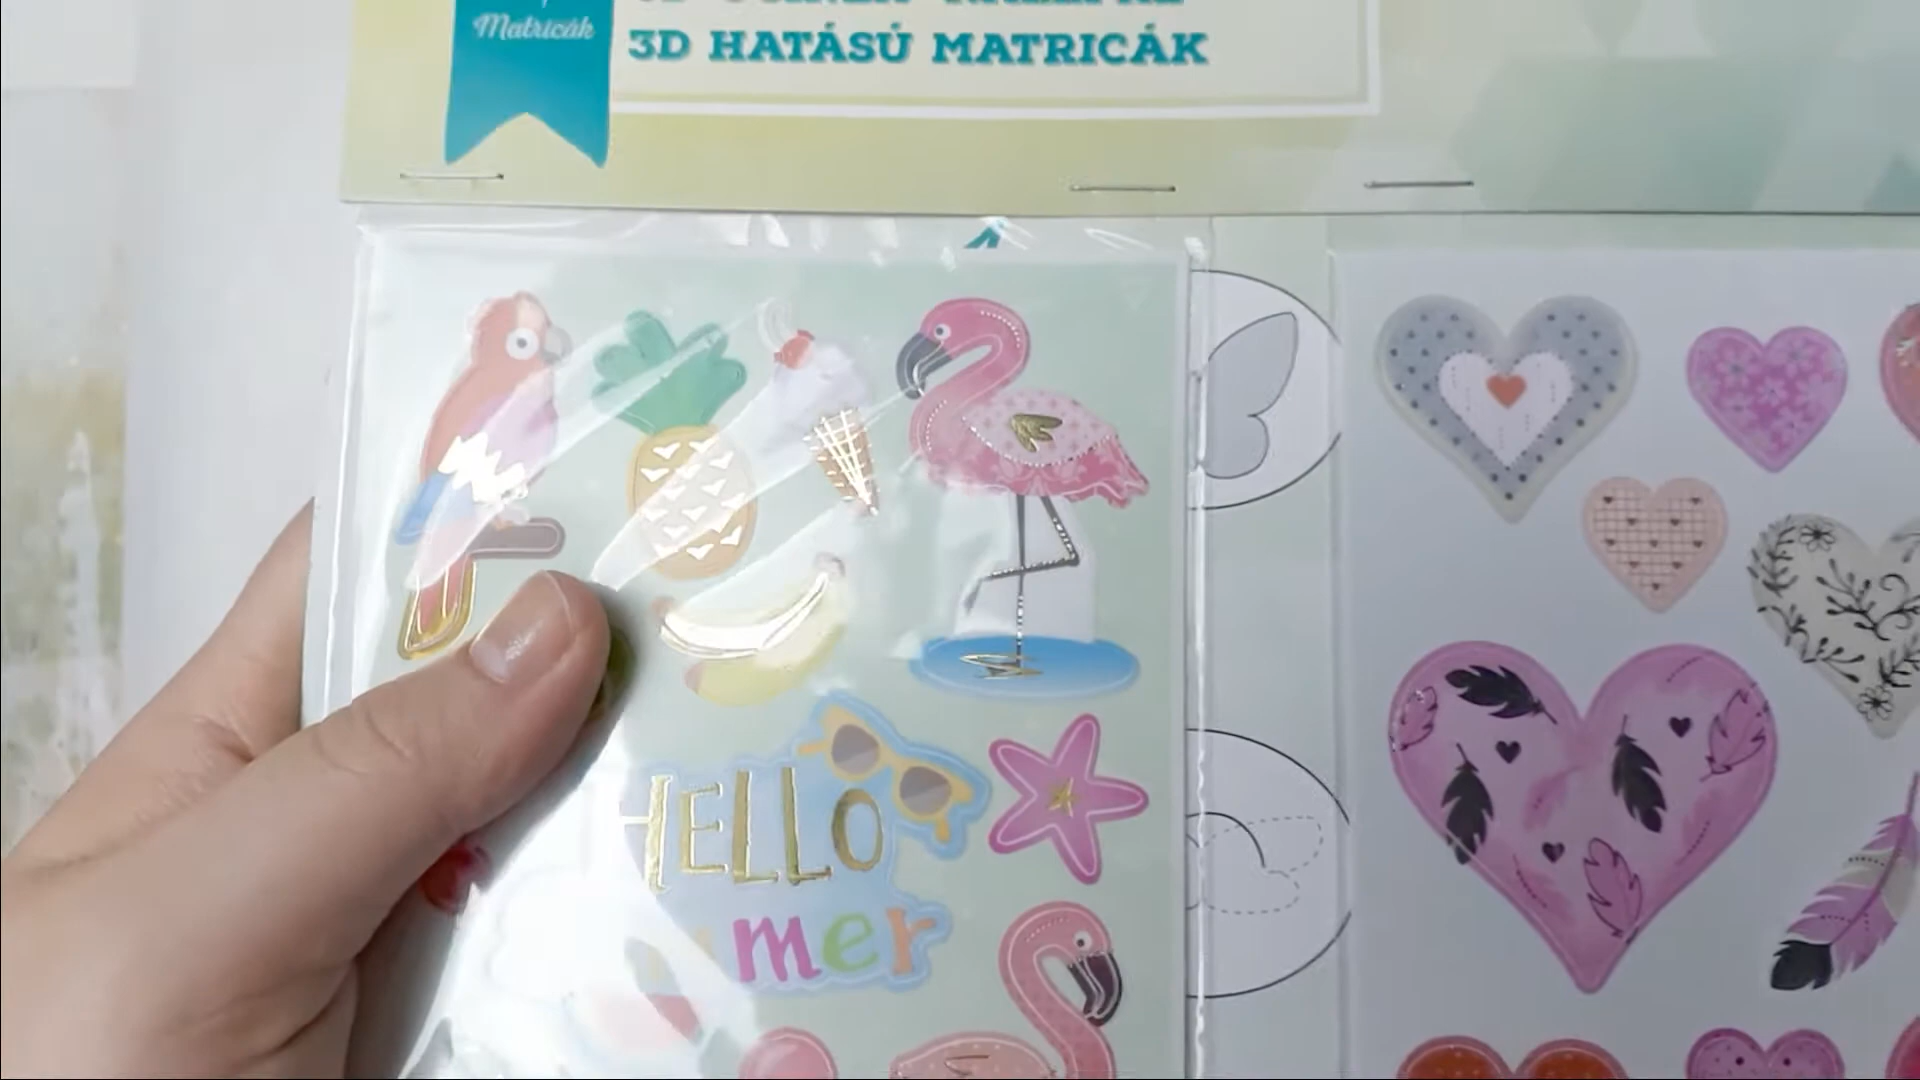 Matricák
3D HATÁSÚ MATRICÁK
HELLO
mer